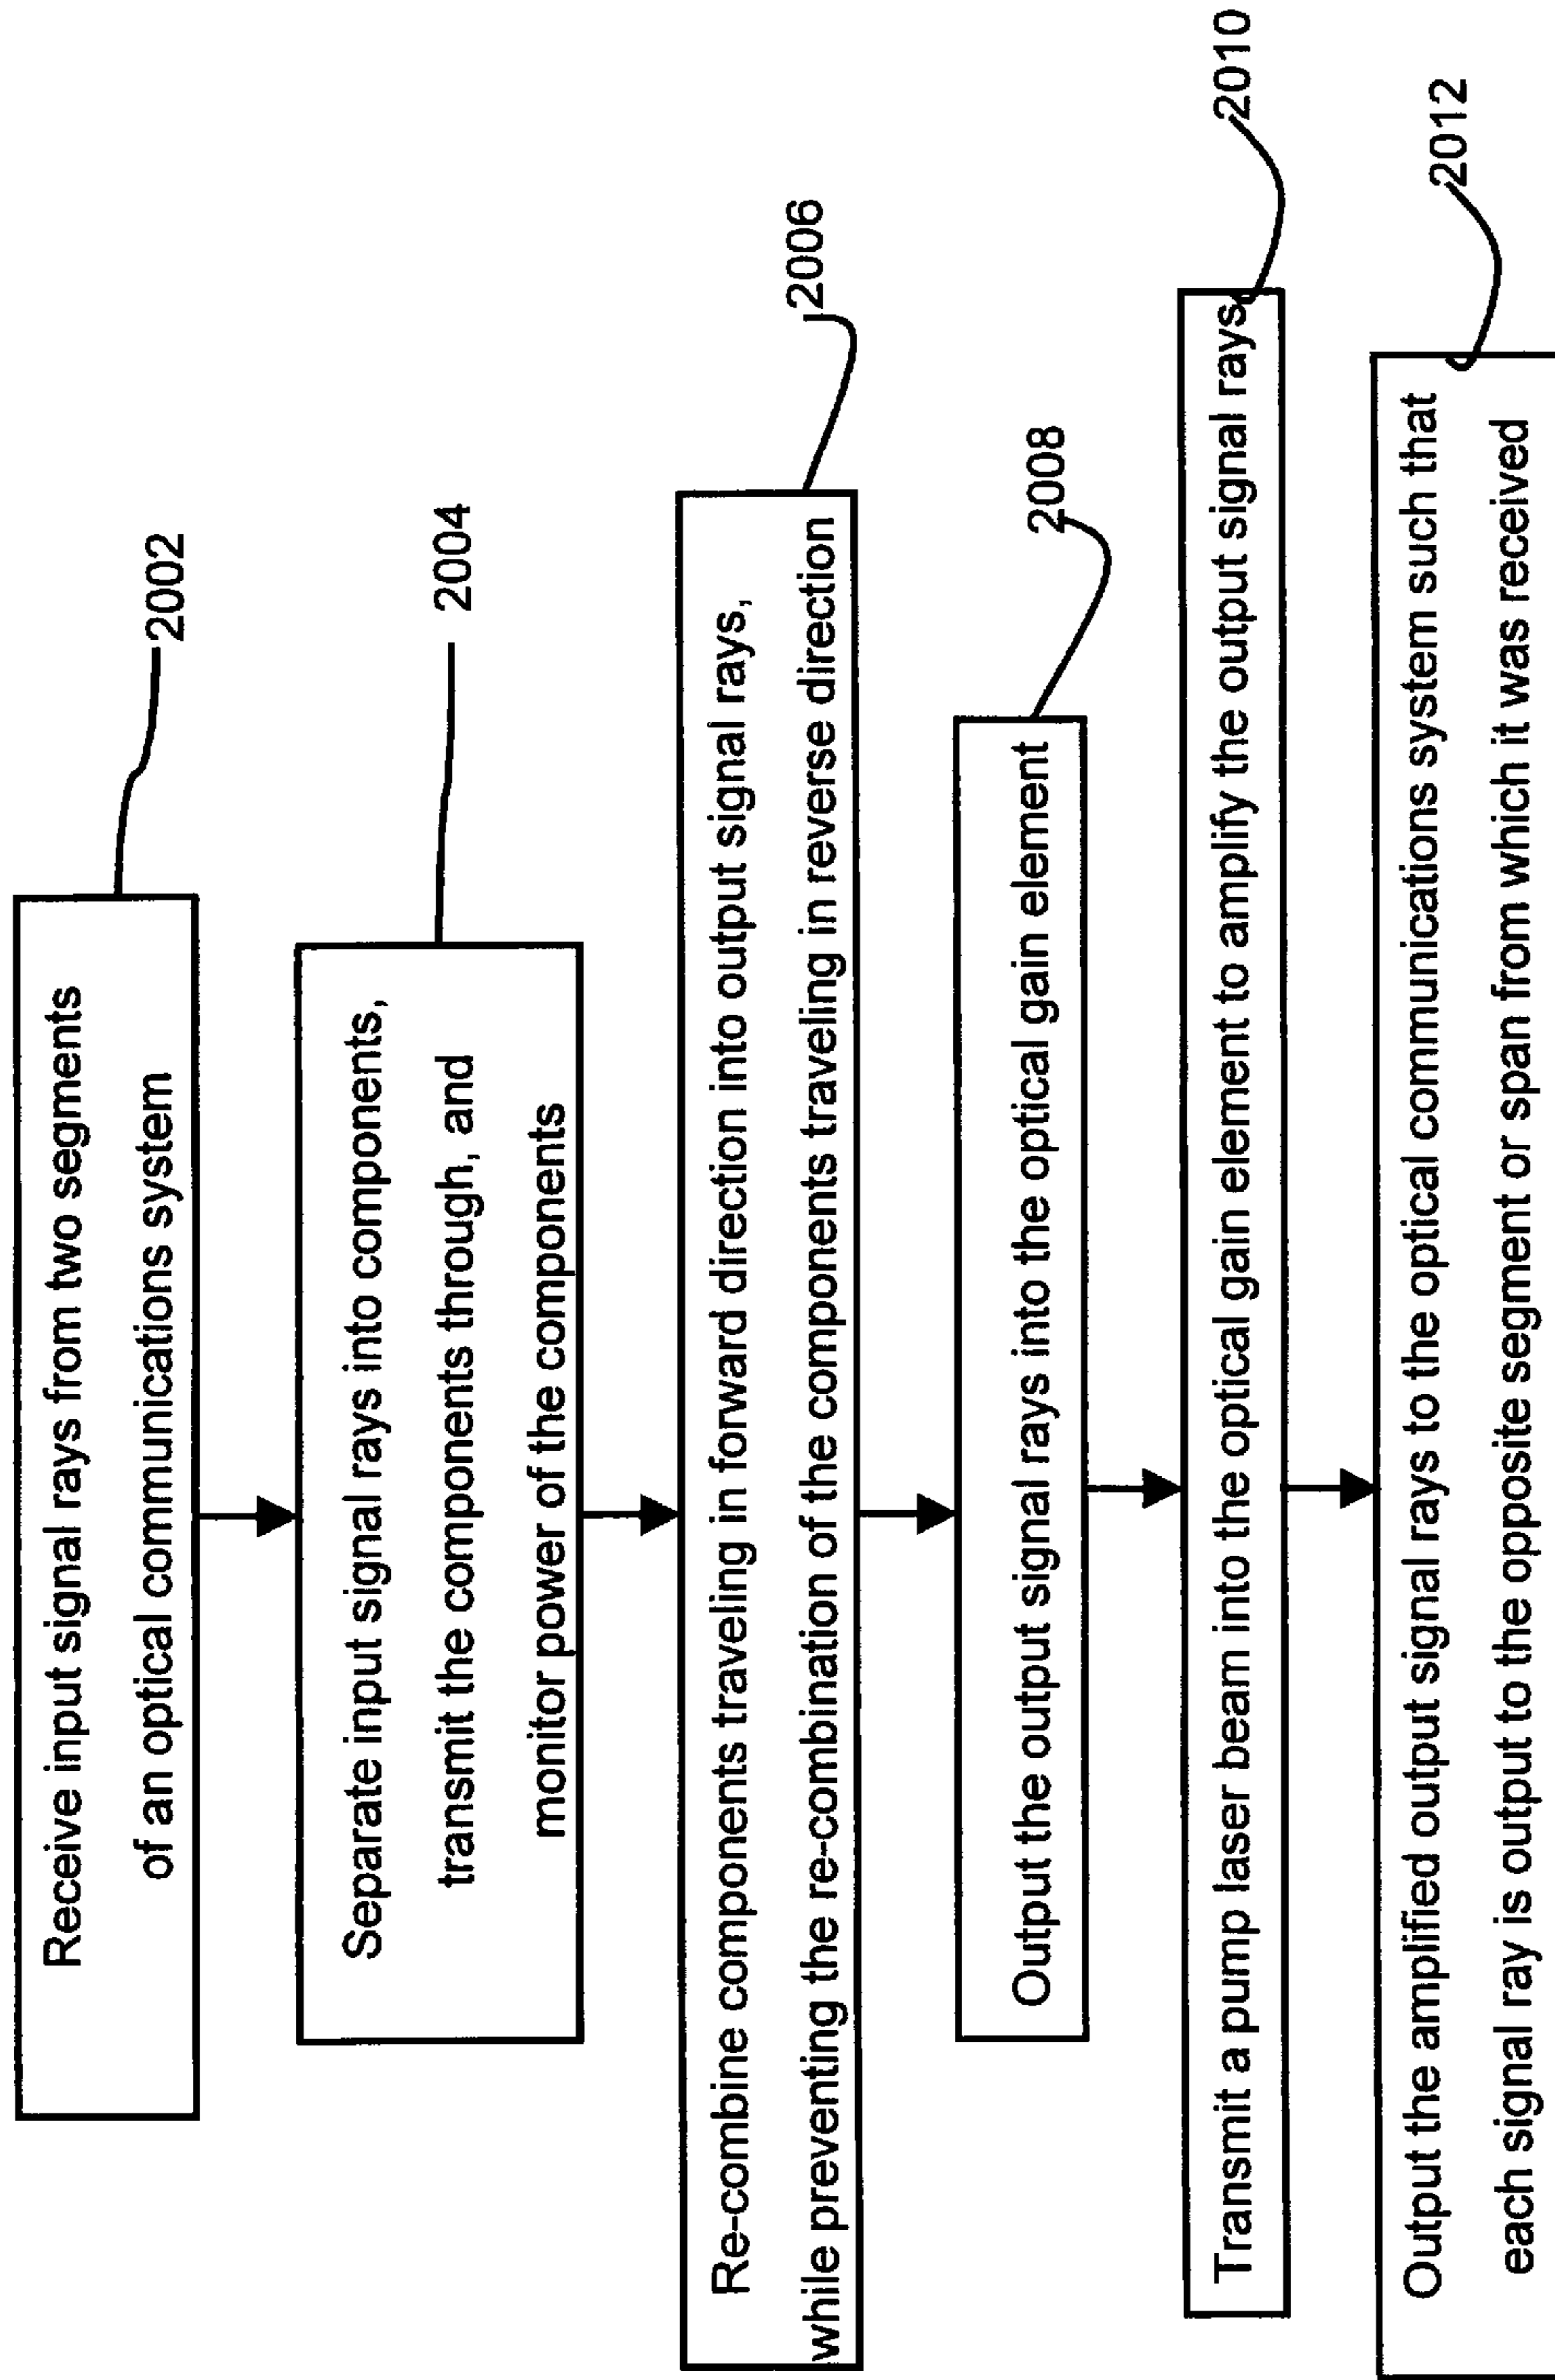 Receive input signal rays from two segments
of an optical communications system
2002
Separate input signal rays into components,
transmit the components through, and
monitor power of the components
2004
Re-combine components traveling in forward direction into output signal rays,
while preventing the re-combination of the components traveling in reverse direction
2006
Output the output signal rays into the optical gain element
2008
Transmit a pump laser beam into the optical gain element to amplify the output signal rays
2010
Output the amplified output signal rays to the optical communications system such that
each signal ray is output to the opposite segment or span from which it was received
2012